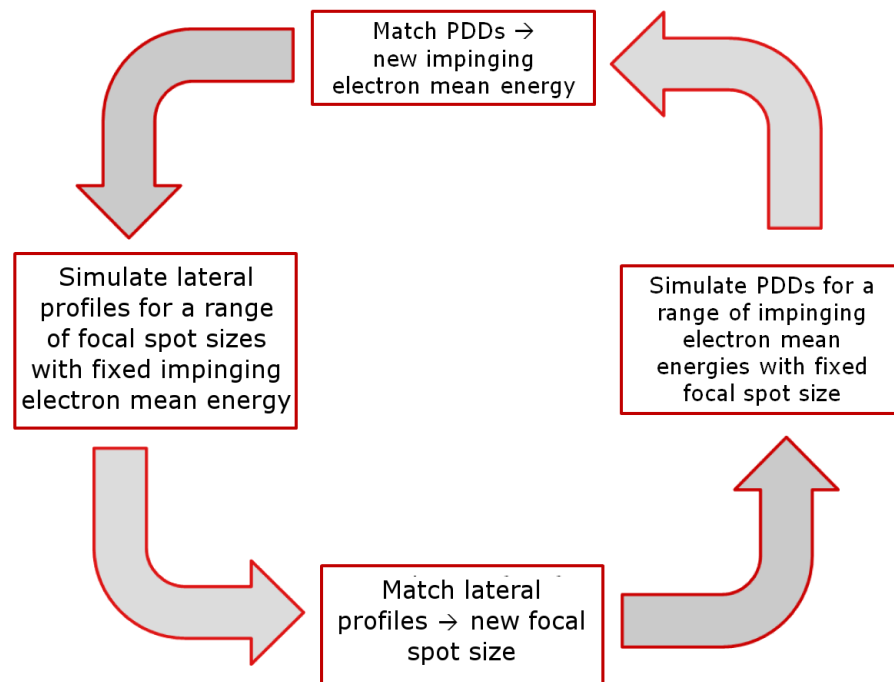 Match PDDs →
new impinging
electron mean energy
Simulate lateral
profiles for a range
of focal spot sizes
with fixed impinging
electron mean energy
Simulate PDDs for a
range of impinging
electron mean
energies with fixed
focal spot size
Match lateral
profiles → new focal
spot size